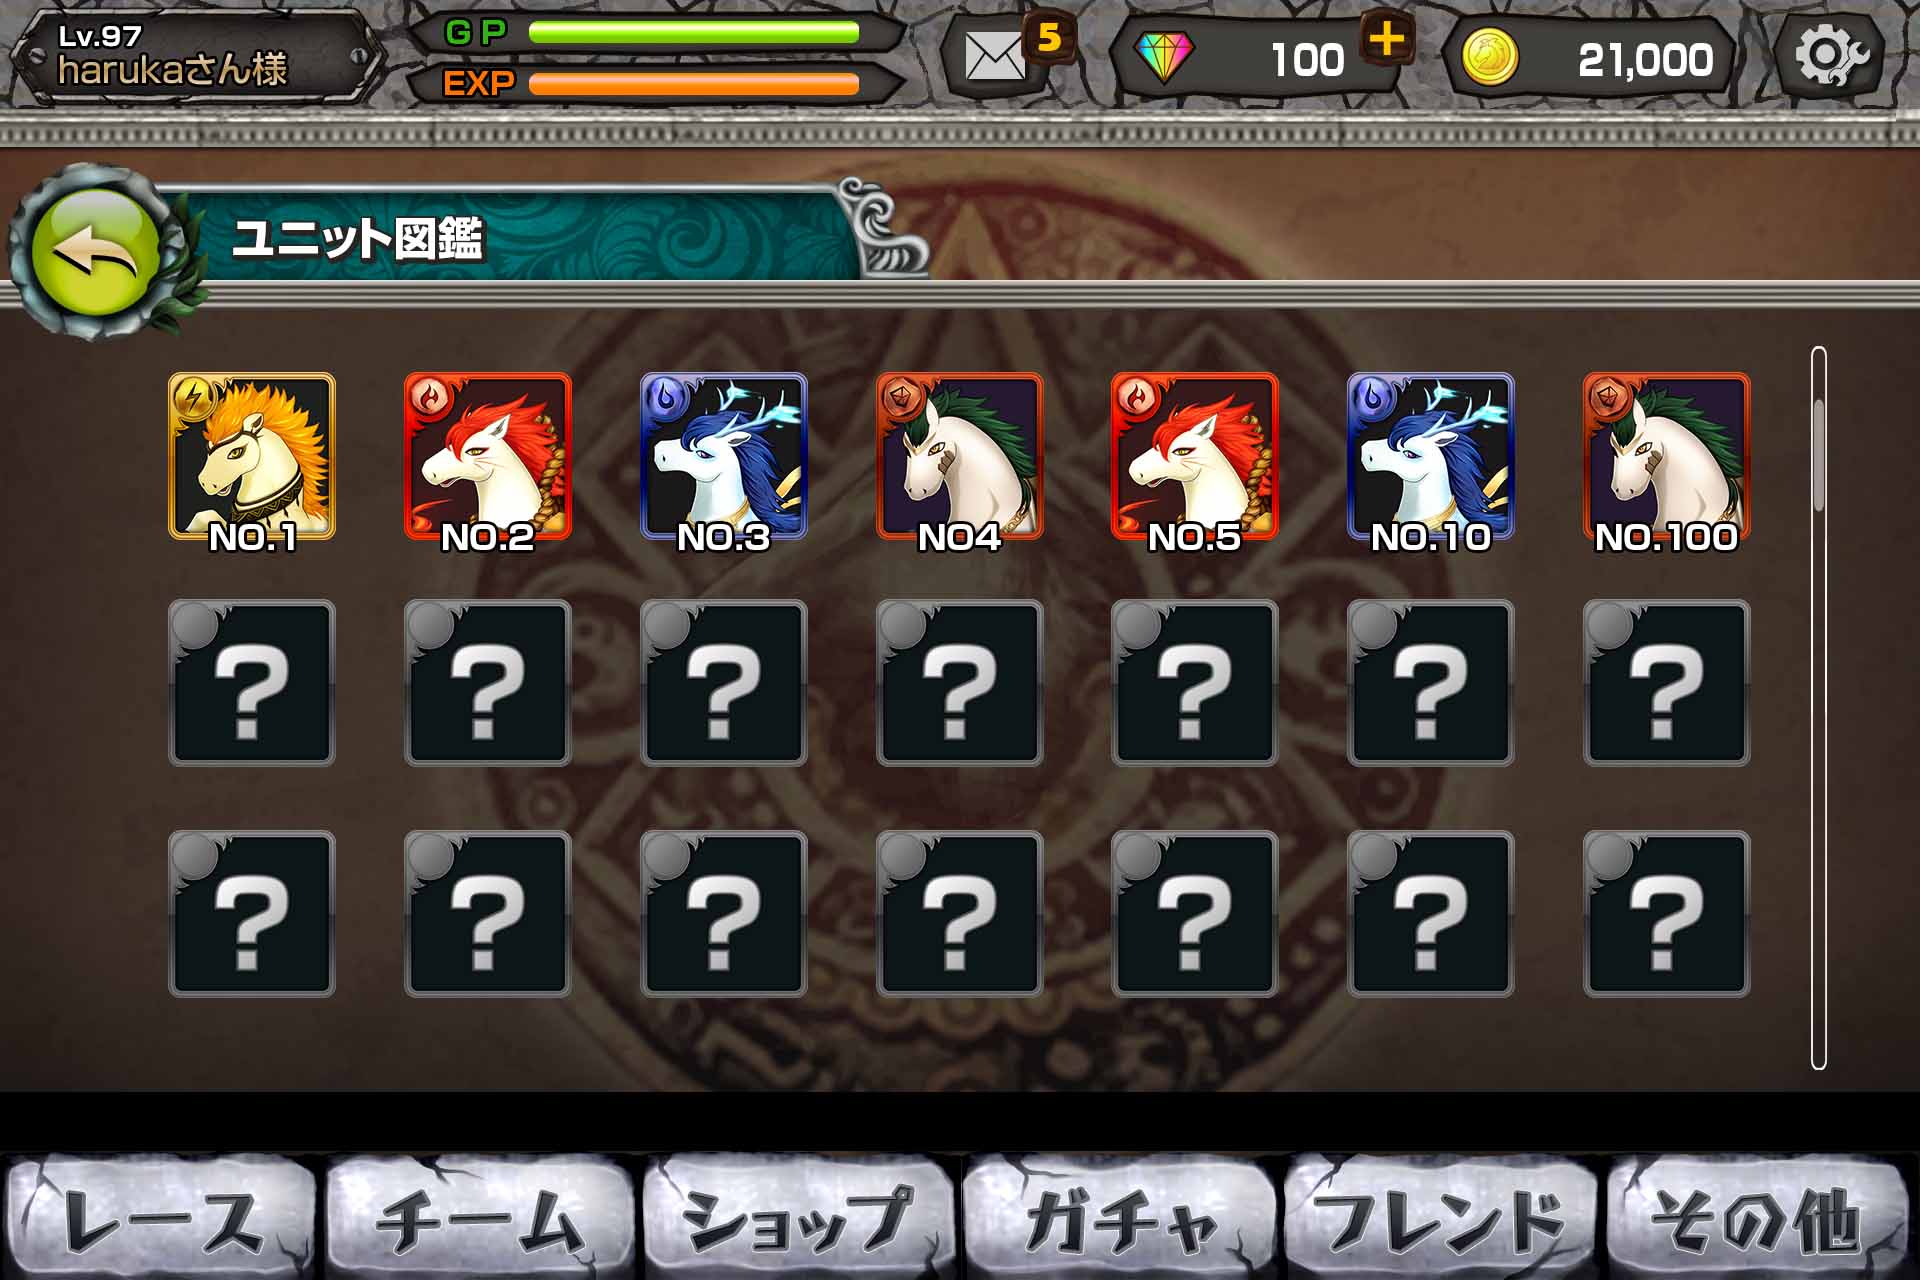 Lv.97
harukaさん様
GP
EXP
5
100
+
21,000
ユニット図鑑
NO.1 NO.2 NO.3 NO4 NO.5 NO.10 NO.100
? ? ? ? ? ? ?
? ? ? ? ? ? ?
レース チーム ショップ ガチャ フレンド その他